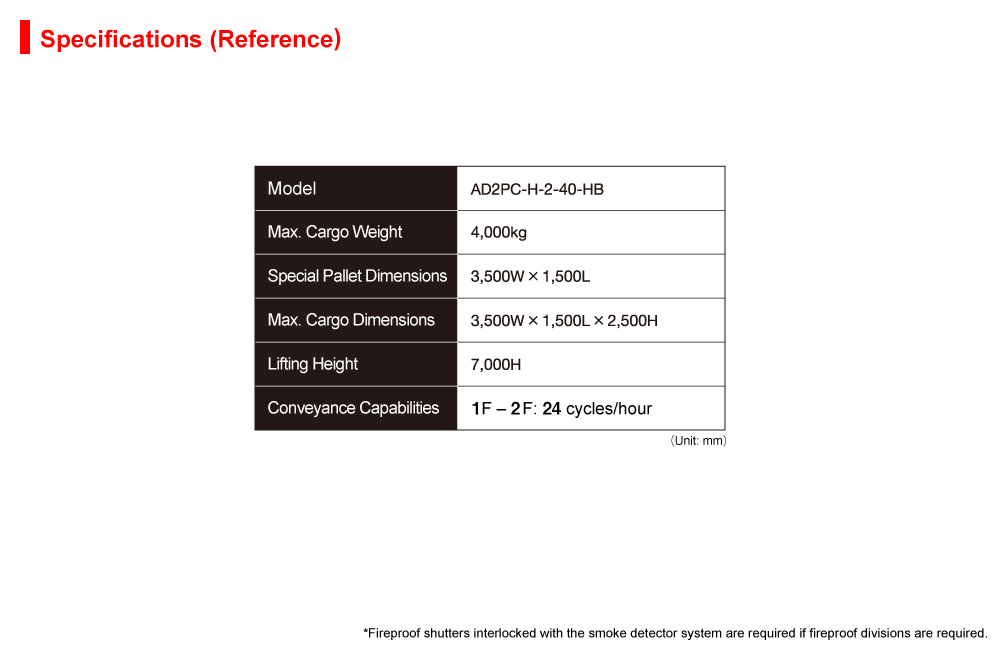 Specifications (Reference)
Model AD2PC-H-2-40-HB
Max. Cargo Weight 4,000kg
Special Pallet Dimensions 3,500W × 1,500L
Max. Cargo Dimensions 3,500W × 1,500L × 2,500H
Lifting Height 7,000H
Conveyance Capabilities 1F – 2F: 24 cycles/hour
(Unit: mm)
*Fireproof shutters interlocked with the smoke detector system are required if fireproof divisions are required.